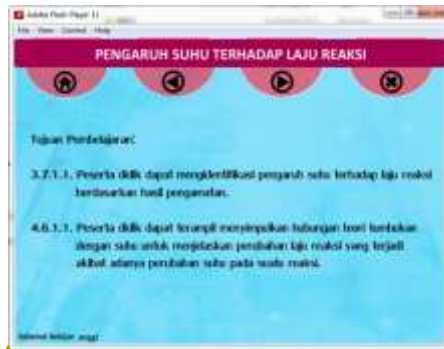 Adobe Flash Player 11
File View Control Help
PENGARUH SUHU TERHADAP LAJU REAKSI
Tujuan Pembelajaran:
3.7.1.1. Peserta didik dapat mengidentifikasi pengaruh suhu terhadap laju reaksi
berdasarkan hasil pengamatan.
4.6.1.1. Peserta didik dapat terampil menyimpulkan hubungan teori tumbukan
dengan suhu untuk menjelaskan perubahan laju reaksi yang terjadi
akibat adanya perubahan suhu pada suatu reaksi.
Selamat belajar anggi